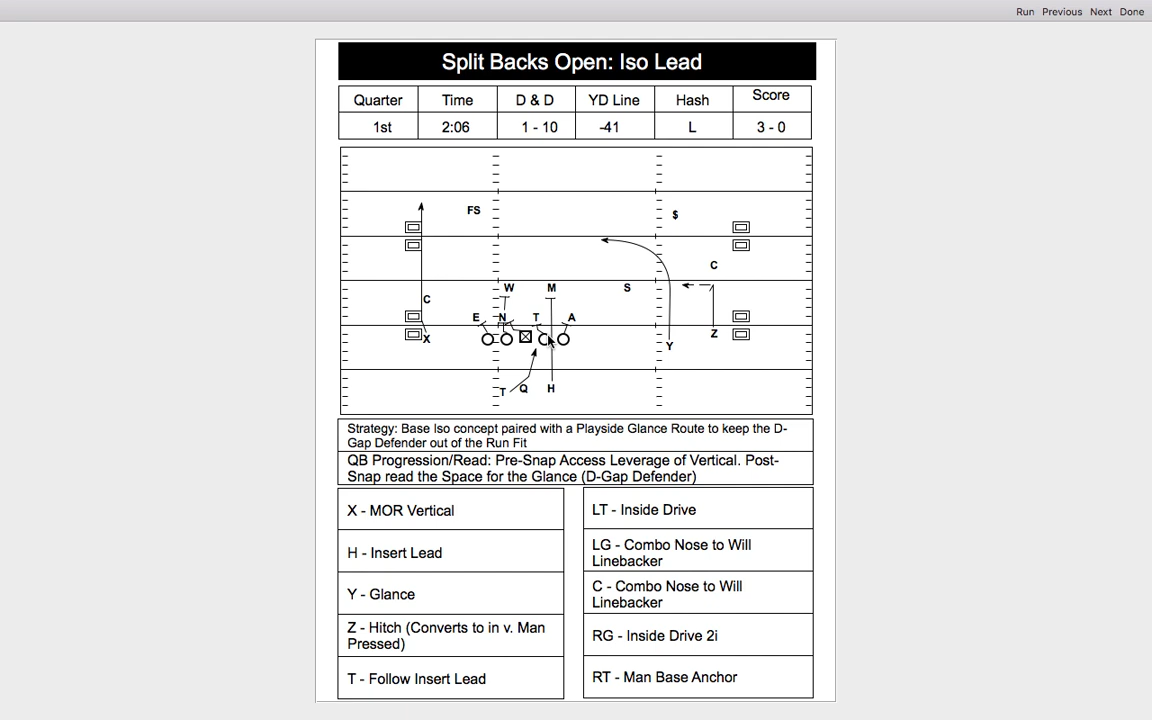 Run Previous Next Done
Split Backs Open: Iso Lead
Quarter Time D & D YD Line Hash Score
1st 2:06 1 - 10 -41 L 3 - 0
FS $
C
W M S
C
E N T A
X Y Z
T Q H
Strategy: Base Iso concept paired with a Playside Glance Route to keep the D-
Gap Defender out of the Run Fit
QB Progression/Read: Pre-Snap Access Leverage of Vertical. Post-
Snap read the Space for the Glance (D-Gap Defender)
X - MOR Vertical
H - Insert Lead
Y - Glance
Z - Hitch (Converts to in v. Man
Pressed)
T - Follow Insert Lead
LT - Inside Drive
LG - Combo Nose to Will
Linebacker
C - Combo Nose to Will
Linebacker
RG - Inside Drive 2i
RT - Man Base Anchor